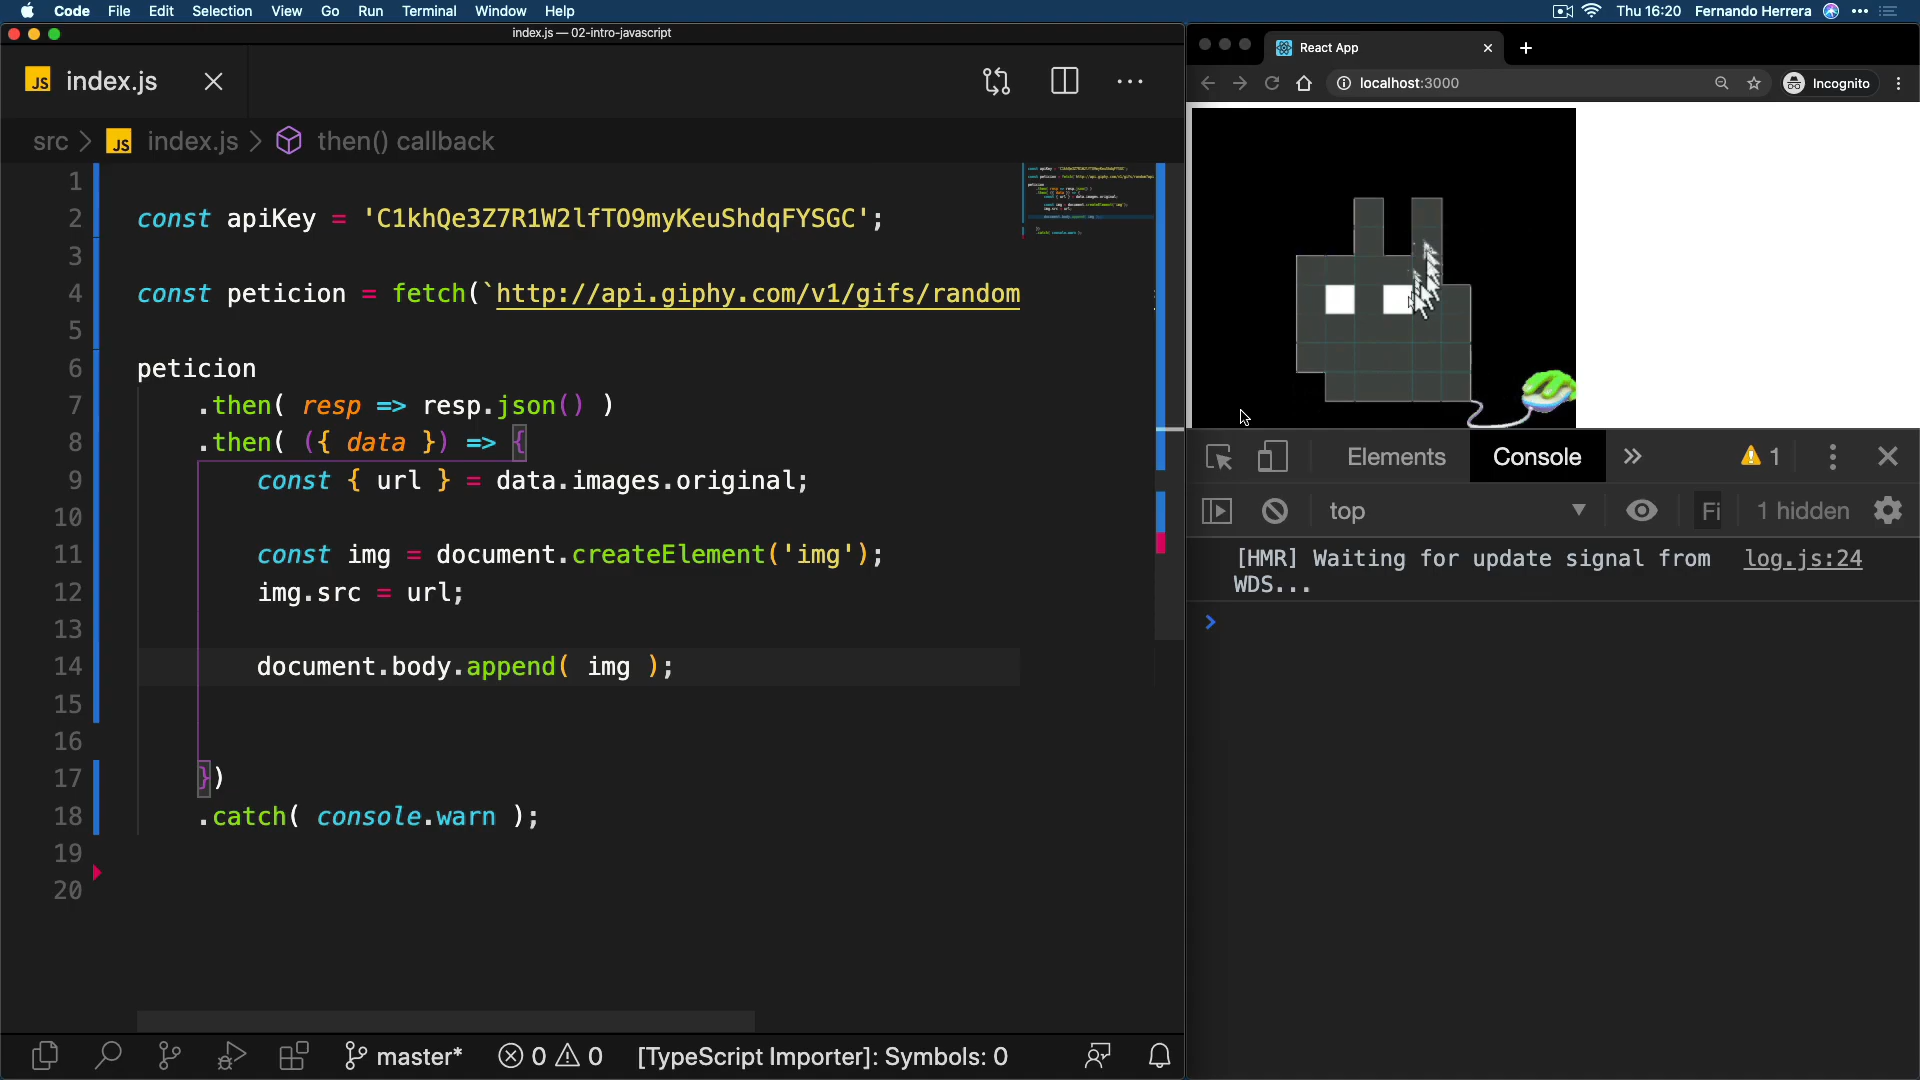 Code File Edit Selection View Go Run Terminal Window Help Thu 16:20 Fernando Herrera
index.js — 02-intro-javascript
JS index.js
src > JS index.js > then() callback
1
2 const apiKey = 'C1khQe3Z7R1W2lfTO9myKeuShdqFYSGC';
3
4 const peticion = fetch(`http://api.giphy.com/v1/gifs/random
5
6 peticion
7 .then( resp => resp.json() )
8 .then( ({ data }) => {
9 const { url } = data.images.original;
10
11 const img = document.createElement('img');
12 img.src = url;
13
14 document.body.append( img );
15
16
17 })
18 .catch( console.warn );
19
20
master* 0 0 [TypeScript Importer]: Symbols: 0
React App
localhost:3000 Incognito
Elements Console 1
top Fi 1 hidden
[HMR] Waiting for update signal from log.js:24
WDS...